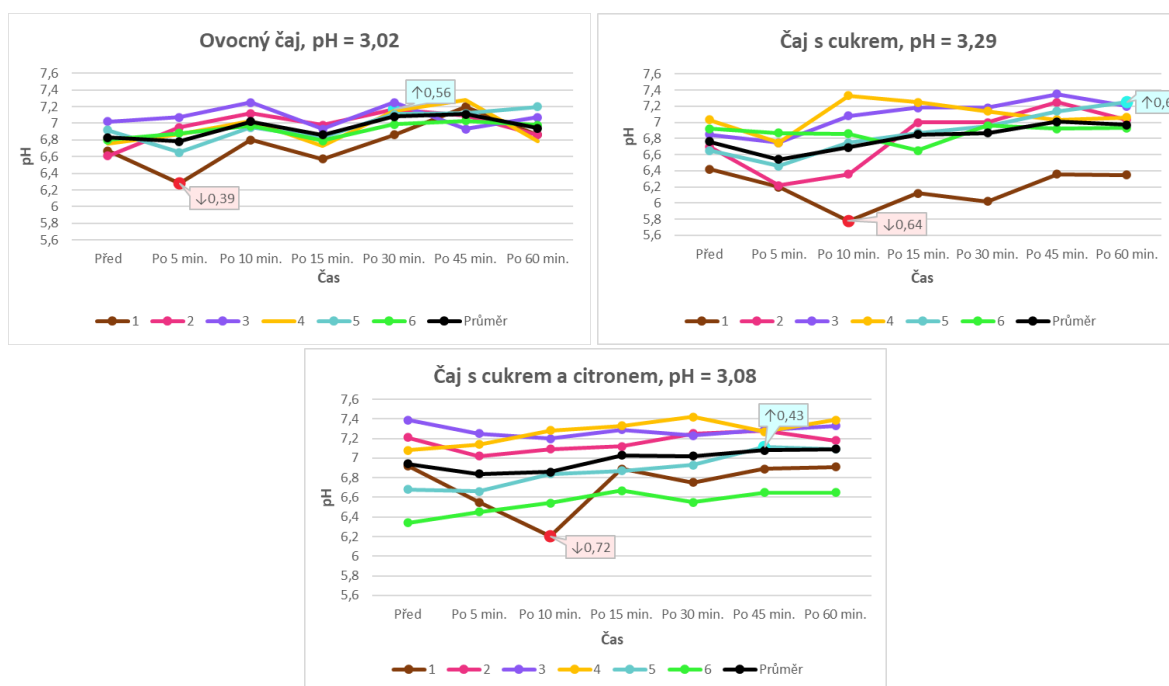 Ovocný čaj, pH = 3,02
7,6
7,4
7,2
7
6,8
6,6
6,4
6,2
6
5,8
5,6
pH
↑0,56
↓0,39
Před Po 5 min. Po 10 min. Po 15 min. Po 30 min. Po 45 min. Po 60 min.
Čas
1 2 3 4 5 6 Průměr
Čaj s cukrem, pH = 3,29
7,6
7,4
7,2
7
6,8
6,6
6,4
6,2
6
5,8
5,6
pH
↑0,6
↓0,64
Před Po 5 min. Po 10 min. Po 15 min. Po 30 min. Po 45 min. Po 60 min.
Čas
1 2 3 4 5 6 Průměr
Čaj s cukrem a citronem, pH = 3,08
7,6
7,4
7,2
7
6,8
6,6
6,4
6,2
6
5,8
5,6
pH
↑0,43
↓0,72
Před Po 5 min. Po 10 min. Po 15 min. Po 30 min. Po 45 min. Po 60 min.
Čas
1 2 3 4 5 6 Průměr